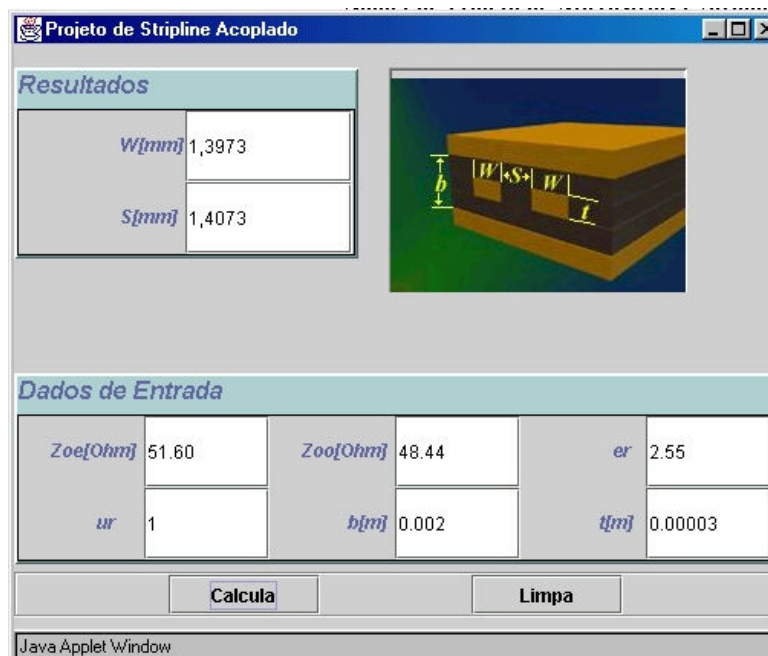 Projeto de Stripline Acoplado
Resultados
W[mm] 1,3973
S[mm] 1,4073
b
W S W
t
Dados de Entrada
Zoe[Ohm] 51.60 Zoo[Ohm] 48.44 er 2.55
ur 1 b[m] 0.002 t[m] 0.00003
Calcula Limpa
Java Applet Window